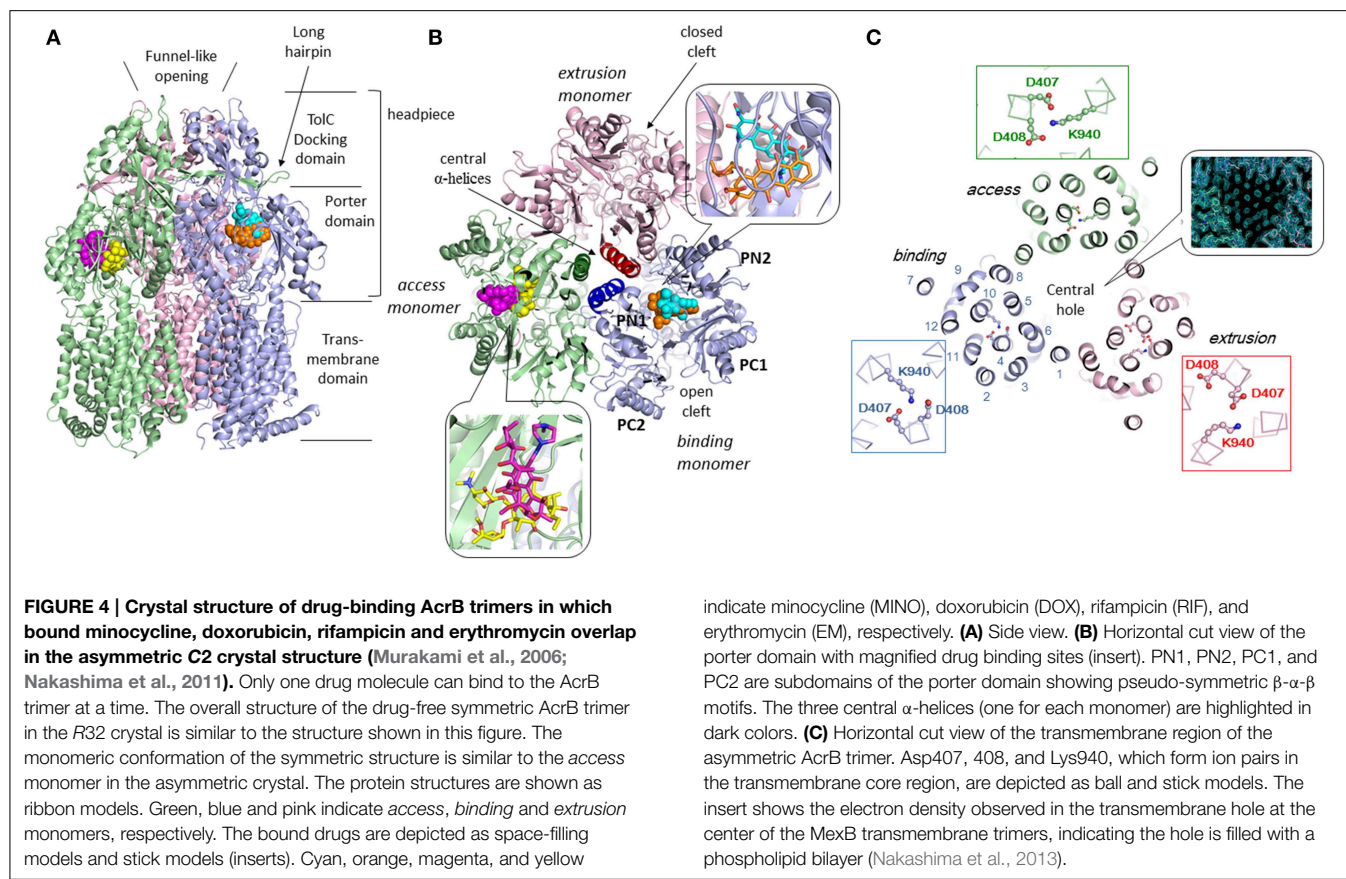 A
Funnel-like
opening
Long
hairpin
TolC
Docking
domain
headpiece
Porter
domain
Trans-
membrane
domain
B
closed
cleft
extrusion
monomer
central
α-helices
access
monomer
PN2
PN1
PC1
open
cleft
PC2
binding
monomer
C
D407
D408
K940
access
binding
7
9
8
10
5
12
6
11
4
1
2
3
Central
hole
extrusion
K940
D407
D408
D408
D407
K940
FIGURE 4 | Crystal structure of drug-binding AcrB trimers in which
bound minocycline, doxorubicin, rifampicin and erythromycin overlap
in the asymmetric C2 crystal structure (Murakami et al., 2006;
Nakashima et al., 2011). Only one drug molecule can bind to the AcrB
trimer at a time. The overall structure of the drug-free symmetric AcrB trimer
in the R32 crystal is similar to the structure shown in this figure. The
monomeric conformation of the symmetric structure is similar to the access
monomer in the asymmetric crystal. The protein structures are shown as
ribbon models. Green, blue and pink indicate access, binding and extrusion
monomers, respectively. The bound drugs are depicted as space-filling
models and stick models (inserts). Cyan, orange, magenta, and yellow
indicate minocycline (MINO), doxorubicin (DOX), rifampicin (RIF), and
erythromycin (EM), respectively. (A) Side view. (B) Horizontal cut view of the
porter domain with magnified drug binding sites (insert). PN1, PN2, PC1, and
PC2 are subdomains of the porter domain showing pseudo-symmetric β-α-β
motifs. The three central α-helices (one for each monomer) are highlighted in
dark colors. (C) Horizontal cut view of the transmembrane region of the
asymmetric AcrB trimer. Asp407, 408, and Lys940, which form ion pairs in
the transmembrane core region, are depicted as ball and stick models. The
insert shows the electron density observed in the transmembrane hole at the
center of the MexB transmembrane trimers, indicating the hole is filled with a
phospholipid bilayer (Nakashima et al., 2013).